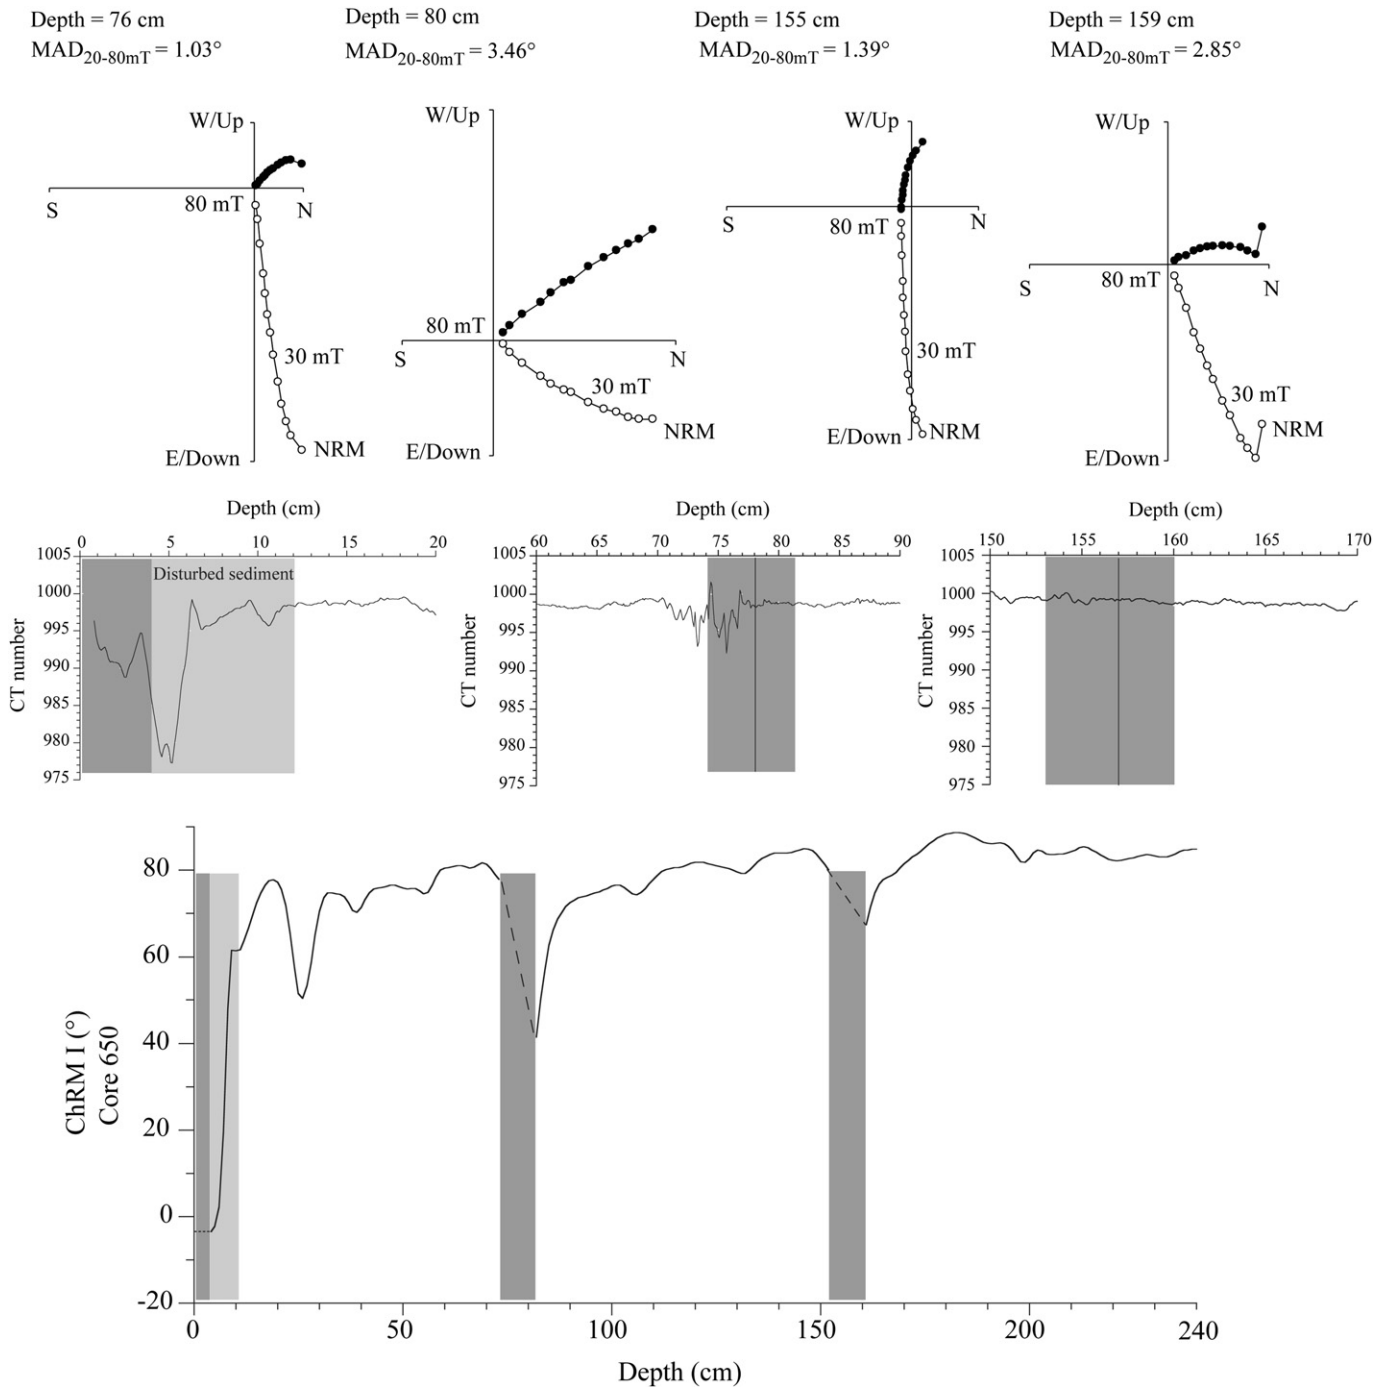 Depth = 76 cm
MAD20-80mT = 1.03°
Depth = 80 cm
MAD20-80mT = 3.46°
Depth = 155 cm
MAD20-80mT = 1.39°
Depth = 159 cm
MAD20-80mT = 2.85°
W/Up
S
80 mT
N
30 mT
NRM
E/Down
W/Up
80 mT
S
N
30 mT
NRM
E/Down
W/Up
S
80 mT
N
30 mT
NRM
E/Down
W/Up
80 mT
S
N
30 mT
NRM
E/Down
Depth (cm)
0 5 10 15 20
1005
1000
995
990
985
980
975
CT number
Disturbed sediment
Depth (cm)
60 65 70 75 80 85 90
1005
1000
995
990
985
980
975
CT number
Depth (cm)
150 155 160 165 170
1005
1000
995
990
985
980
975
CT number
80
60
40
20
0
-20
ChRM I (°)
Core 650
0 50 100 150 200 240
Depth (cm)